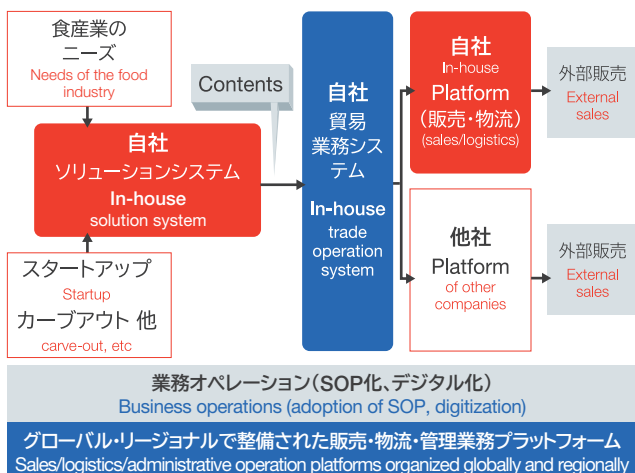 食産業の
ニーズ
Needs of the food
industry
自社
ソリューションシステム
In-house
solution system
スタートアップ
Startup
カーブアウト 他
carve-out, etc
Contents
自社
貿易
業務シス
テム
In-house
trade
operation
system
自社
In-house
Platform
(販売・物流)
(sales/logistics)
外部販売
External
sales
他社
Platform
of other
companies
外部販売
External
sales
業務オペレーション(SOP化、デジタル化)
Business operations (adoption of SOP, digitization)
グローバル・リージョナルで整備された販売・物流・管理業務プラットフォーム
Sales/logistics/administrative operation platforms organized globally and regionally